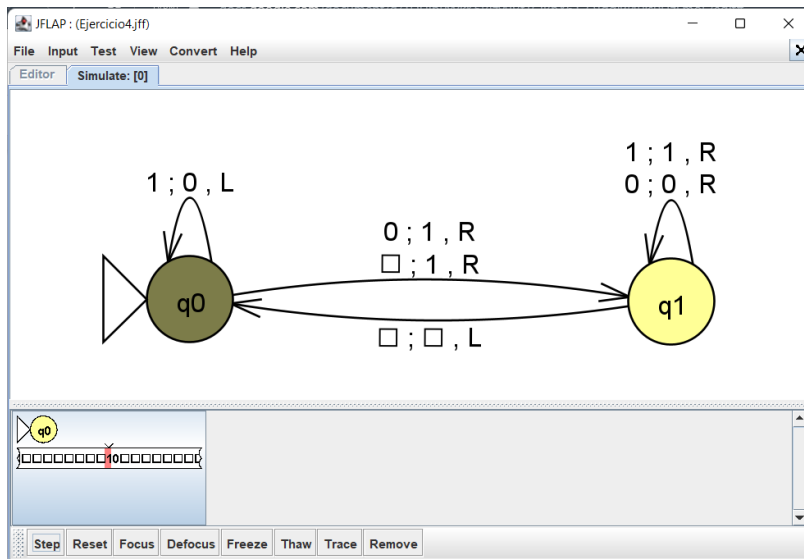 JFLAP : (Ejercicio4.jff)
File Input Test View Convert Help
Editor Simulate: [0]
1 ; 0 , L
0 ; 1 , R
□ ; 1 , R
□ ; □ , L
1 ; 1 , R
0 ; 0 , R
q0
q1
q0
□□□□□□□□10□□□□□□□□
Step Reset Focus Defocus Freeze Thaw Trace Remove